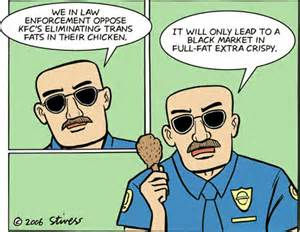 WE IN LAW
ENFORCEMENT OPPOSE
KFC'S ELIMINATING TRANS
FATS IN THEIR CHICKEN.
IT WILL ONLY LEAD TO A
BLACK MARKET IN
FULL-FAT EXTRA CRISPY.
© 2006 Stivers